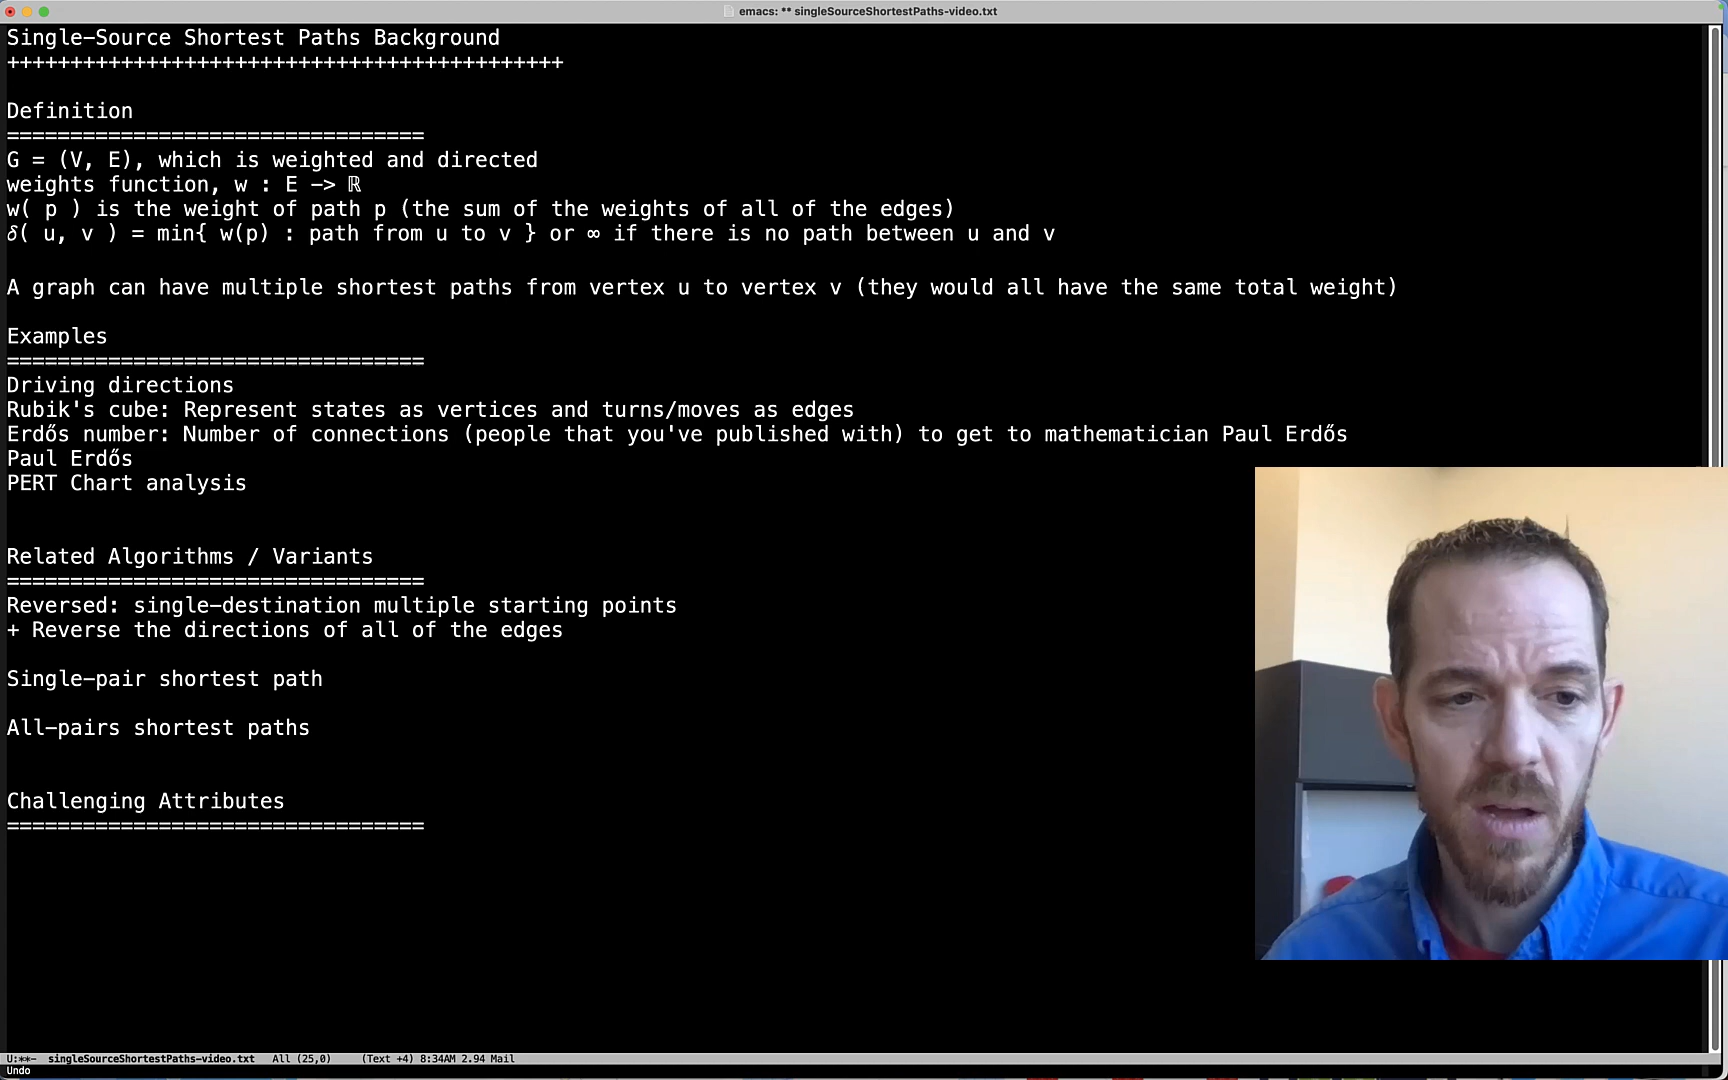 emacs: ** singleSourceShortestPaths-video.txt
Single-Source Shortest Paths Background
++++++++++++++++++++++++++++++++++++++++++++
Definition
=================================
G = (V, E), which is weighted and directed
weights function, w : E -> ℝ
w( p ) is the weight of path p (the sum of the weights of all of the edges)
δ( u, v ) = min{ w(p) : path from u to v } or ∞ if there is no path between u and v
A graph can have multiple shortest paths from vertex u to vertex v (they would all have the same total weight)
Examples
=================================
Driving directions
Rubik's cube: Represent states as vertices and turns/moves as edges
Erdős number: Number of connections (people that you've published with) to get to mathematician Paul Erdős
Paul Erdős
PERT Chart analysis
Related Algorithms / Variants
=================================
Reversed: single-destination multiple starting points
+ Reverse the directions of all of the edges
Single-pair shortest path
All-pairs shortest paths
Challenging Attributes
=================================
U:**- singleSourceShortestPaths-video.txt All (25,0) (Text +4) 8:34AM 2.94 Mail
Undo